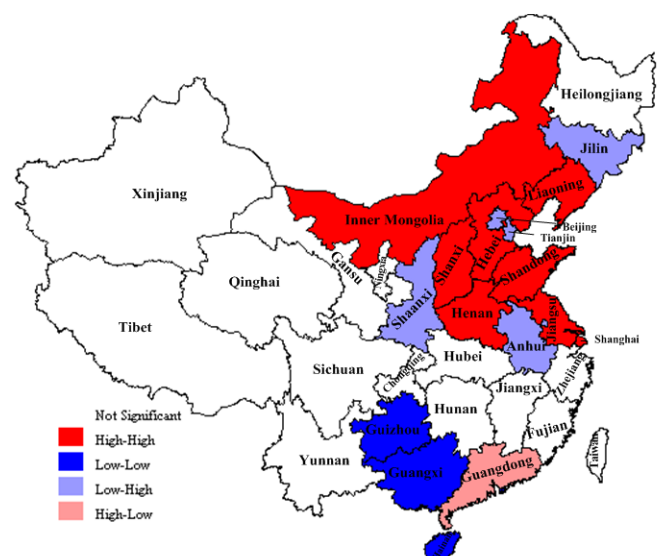 Heilongjiang
Jilin
Liaoning
Xinjiang
Inner Mongolia
Beijing
Tianjin
Hebei
Shanxi
Shandong
Gansu
Ningxia
Qinghai
Shaanxi
Henan
Jiangsu
Tibet
Shanghai
Anhui
Hubei
Sichuan
Chongqing
Zhejiang
Jiangxi
Hunan
Fujian
Guizhou
Yunnan
Guangxi
Guangdong
Taiwan
Not Significant
High-High
Low-Low
Low-High
High-Low